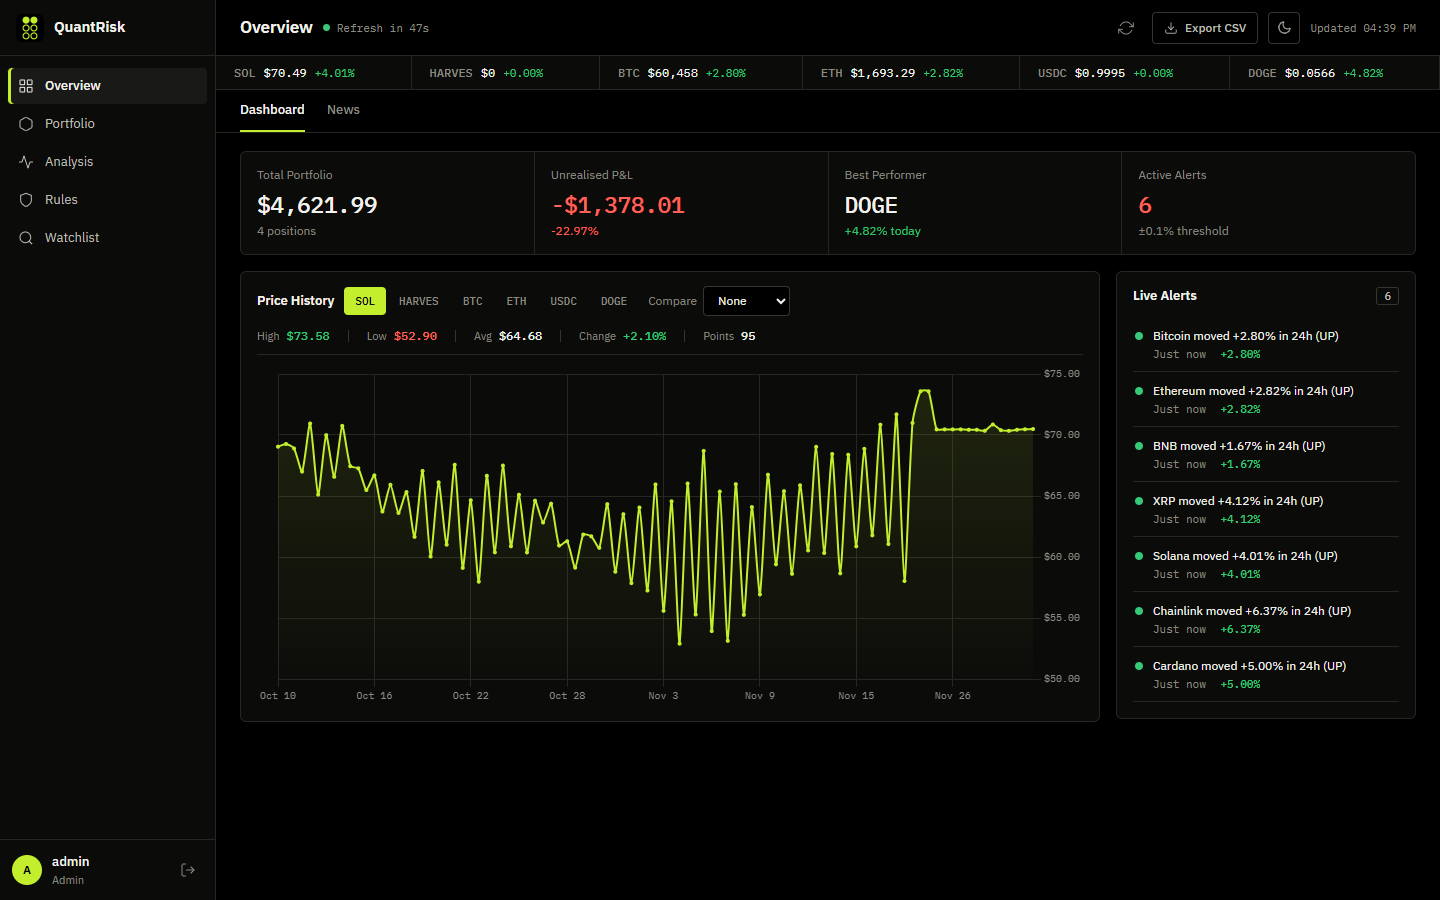 QuantRisk
Overview
Portfolio
Analysis
Rules
Watchlist
A
admin
Admin
Overview Refresh in 47s
Export CSV Updated 04:39 PM
SOL $70.49 +4.01% HARVES $0 +0.00% BTC $60,458 +2.80% ETH $1,693.29 +2.82% USDC $0.9995 +0.00% DOGE $0.0566 +4.82%
Dashboard News
Total Portfolio
$4,621.99
4 positions
Unrealised P&L
-$1,378.01
-22.97%
Best Performer
DOGE
+4.82% today
Active Alerts
6
±0.1% threshold
Price History SOL HARVES BTC ETH USDC DOGE Compare None
High $73.58 Low $52.90 Avg $64.68 Change +2.10% Points 95
$75.00
$70.00
$65.00
$60.00
$55.00
$50.00
Oct 10 Oct 16 Oct 22 Oct 28 Nov 3 Nov 9 Nov 15 Nov 26
Live Alerts 6
Bitcoin moved +2.80% in 24h (UP)
Just now +2.80%
Ethereum moved +2.82% in 24h (UP)
Just now +2.82%
BNB moved +1.67% in 24h (UP)
Just now +1.67%
XRP moved +4.12% in 24h (UP)
Just now +4.12%
Solana moved +4.01% in 24h (UP)
Just now +4.01%
Chainlink moved +6.37% in 24h (UP)
Just now +6.37%
Cardano moved +5.00% in 24h (UP)
Just now +5.00%